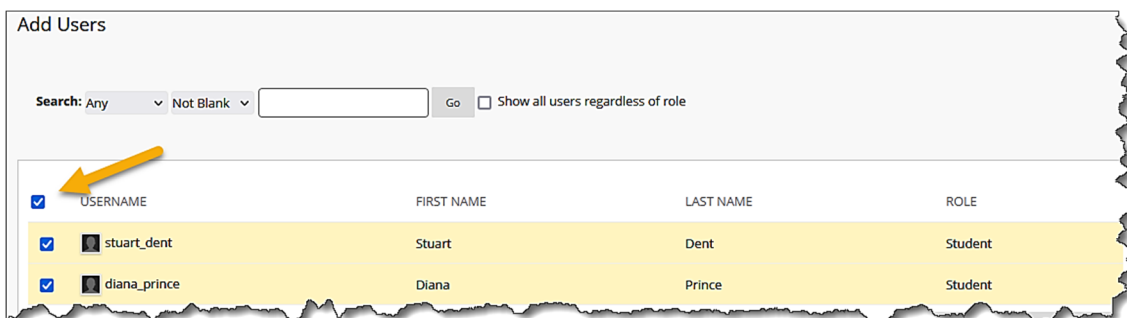 Add Users
Search: Any Not Blank Go Show all users regardless of role
USERNAME FIRST NAME LAST NAME ROLE
stuart_dent Stuart Dent Student
diana_prince Diana Prince Student